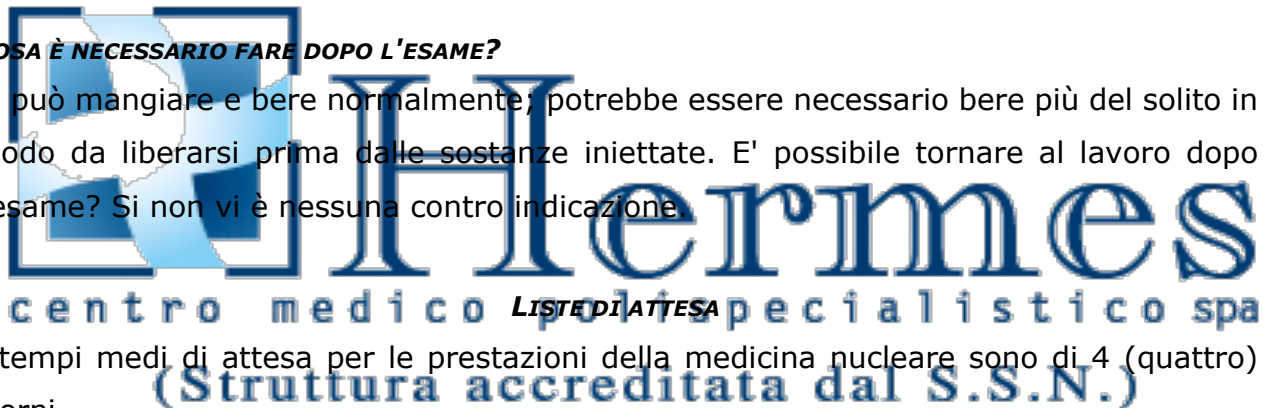 OSA È NECESSARIO FARE DOPO L'ESAME?
può mangiare e bere normalmente; potrebbe essere necessario bere più del solito in
odo da liberarsi prima dalle sostanze iniettate. E' possibile tornare al lavoro dopo
esame? Si non vi è nessuna contro indicazione.
Hermes
centro medico polispecialistico spa
LISTE DI ATTESA
tempi medi di attesa per le prestazioni della medicina nucleare sono di 4 (quattro)
(Struttura accreditata dal S.S.N.)
orni